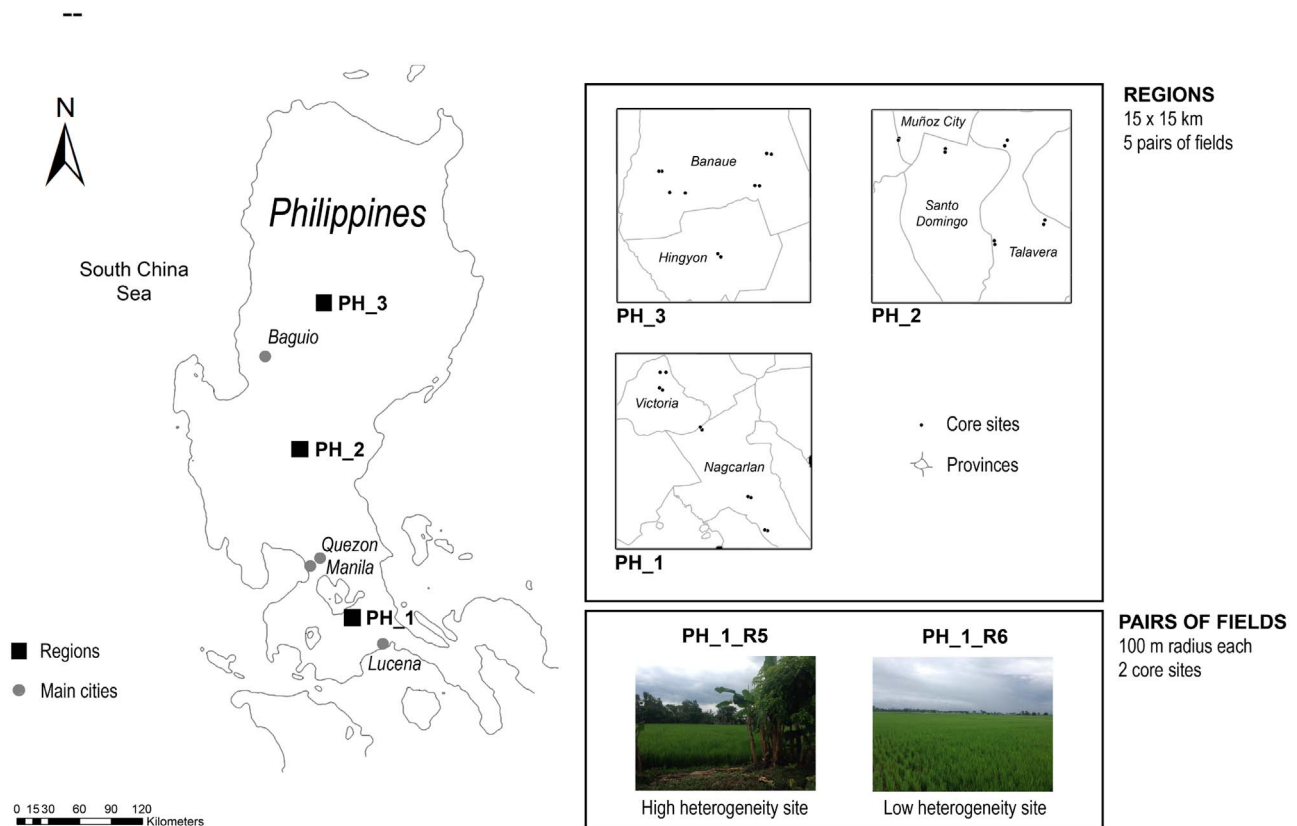 --
N
Philippines
South China
Sea
PH_3
Baguio
PH_2
Quezon
Manila
PH_1
Lucena
Regions
Main cities
0 15 30 60 90 120
Kilometers
REGIONS
15 x 15 km
5 pairs of fields
Banaue
Hingyon
PH_3
Muñoz City
Santo
Domingo
Talavera
PH_2
Victoria
Nagcarlan
PH_1
Core sites
Provinces
PAIRS OF FIELDS
100 m radius each
2 core sites
PH_1_R5
High heterogeneity site
PH_1_R6
Low heterogeneity site